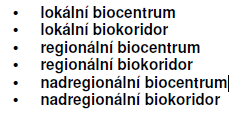 • lokální biocentrum
• lokální biokoridor
• regionální biocentrum
• regionální biokoridor
• nadregionální biocentrum
• nadregionální biokoridor